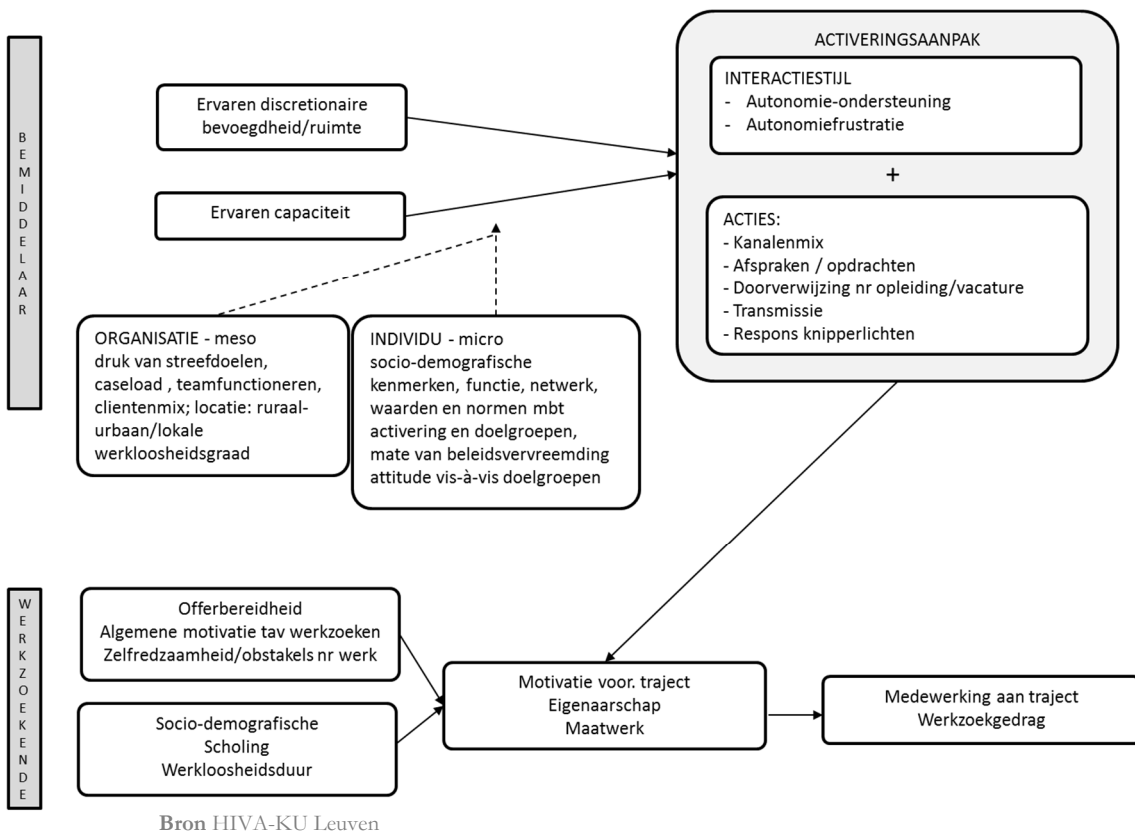 BEMIDDELAAR
Ervaren discretionaire
bevoegdheid/ruimte
Ervaren capaciteit
ORGANISATIE - meso
druk van streefdoelen,
caseload , teamfunctioneren,
clientenmix; locatie: ruraal-
urbaan/lokale
werkloosheidsgraad
INDIVIDU - micro
socio-demografische
kenmerken, functie, netwerk,
waarden en normen mbt
activering en doelgroepen,
mate van beleidsvervreemding
attitude vis-à-vis doelgroepen
ACTIVERINGSAANPAK
INTERACTIESTIJL
- Autonomie-ondersteuning
- Autonomiefrustratie
+
ACTIES:
- Kanalenmix
- Afspraken / opdrachten
- Doorverwijzing nr opleiding/vacature
- Transmissie
- Respons knipperlichten
WERKZOEKENDE
Offerbereidheid
Algemene motivatie tav werkzoeken
Zelfredzaamheid/obstakels nr werk
Socio-demografische
Scholing
Werkloosheidsduur
Motivatie voor. traject
Eigenaarschap
Maatwerk
Medewerking aan traject
Werkzoekgedrag
Bron HIVA-KU Leuven